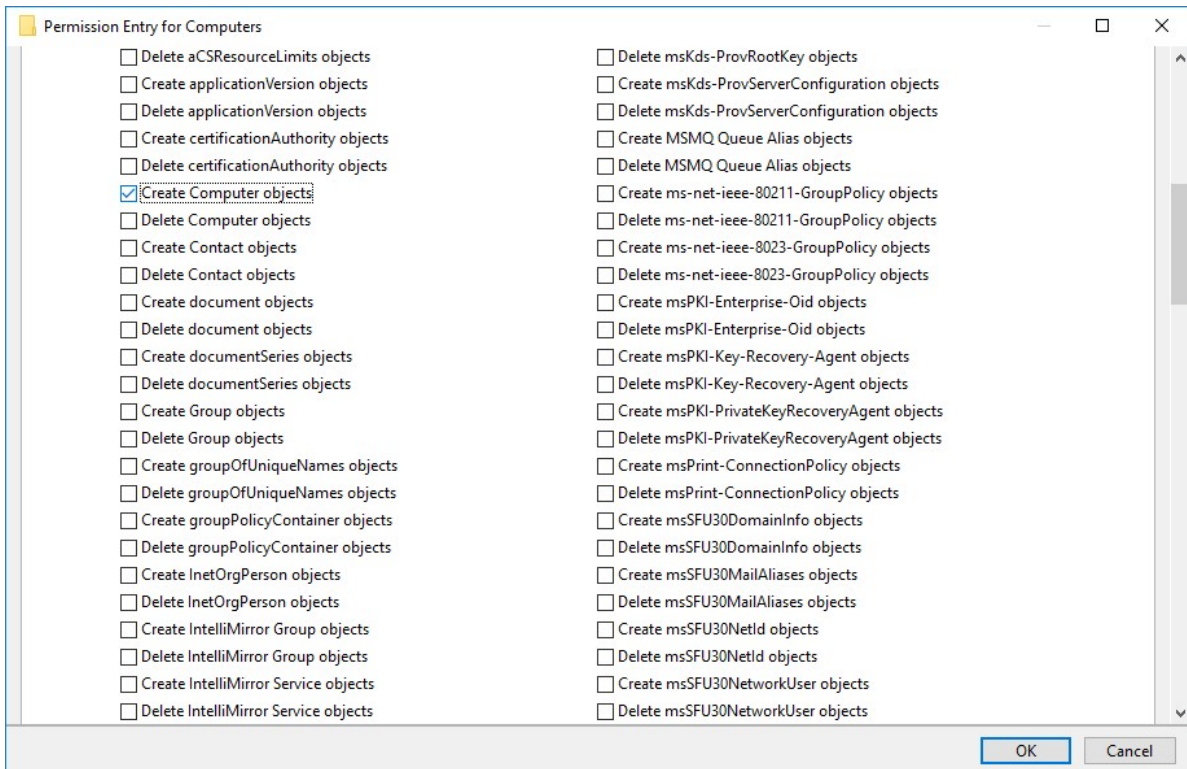 Permission Entry for Computers
Delete aCSResourceLimits objects
Create applicationVersion objects
Delete applicationVersion objects
Create certificationAuthority objects
Delete certificationAuthority objects
Create Computer objects
Delete Computer objects
Create Contact objects
Delete Contact objects
Create document objects
Delete document objects
Create documentSeries objects
Delete documentSeries objects
Create Group objects
Delete Group objects
Create groupOfUniqueNames objects
Delete groupOfUniqueNames objects
Create groupPolicyContainer objects
Delete groupPolicyContainer objects
Create InetOrgPerson objects
Delete InetOrgPerson objects
Create IntelliMirror Group objects
Delete IntelliMirror Group objects
Create IntelliMirror Service objects
Delete IntelliMirror Service objects
Delete msKds-ProvRootKey objects
Create msKds-ProvServerConfiguration objects
Delete msKds-ProvServerConfiguration objects
Create MSMQ Queue Alias objects
Delete MSMQ Queue Alias objects
Create ms-net-ieee-80211-GroupPolicy objects
Delete ms-net-ieee-80211-GroupPolicy objects
Create ms-net-ieee-8023-GroupPolicy objects
Delete ms-net-ieee-8023-GroupPolicy objects
Create msPKI-Enterprise-Oid objects
Delete msPKI-Enterprise-Oid objects
Create msPKI-Key-Recovery-Agent objects
Delete msPKI-Key-Recovery-Agent objects
Create msPKI-PrivateKeyRecoveryAgent objects
Delete msPKI-PrivateKeyRecoveryAgent objects
Create msPrint-ConnectionPolicy objects
Delete msPrint-ConnectionPolicy objects
Create msSFU30DomainInfo objects
Delete msSFU30DomainInfo objects
Create msSFU30MailAliases objects
Delete msSFU30MailAliases objects
Create msSFU30NetId objects
Delete msSFU30NetId objects
Create msSFU30NetworkUser objects
Delete msSFU30NetworkUser objects
OK
Cancel